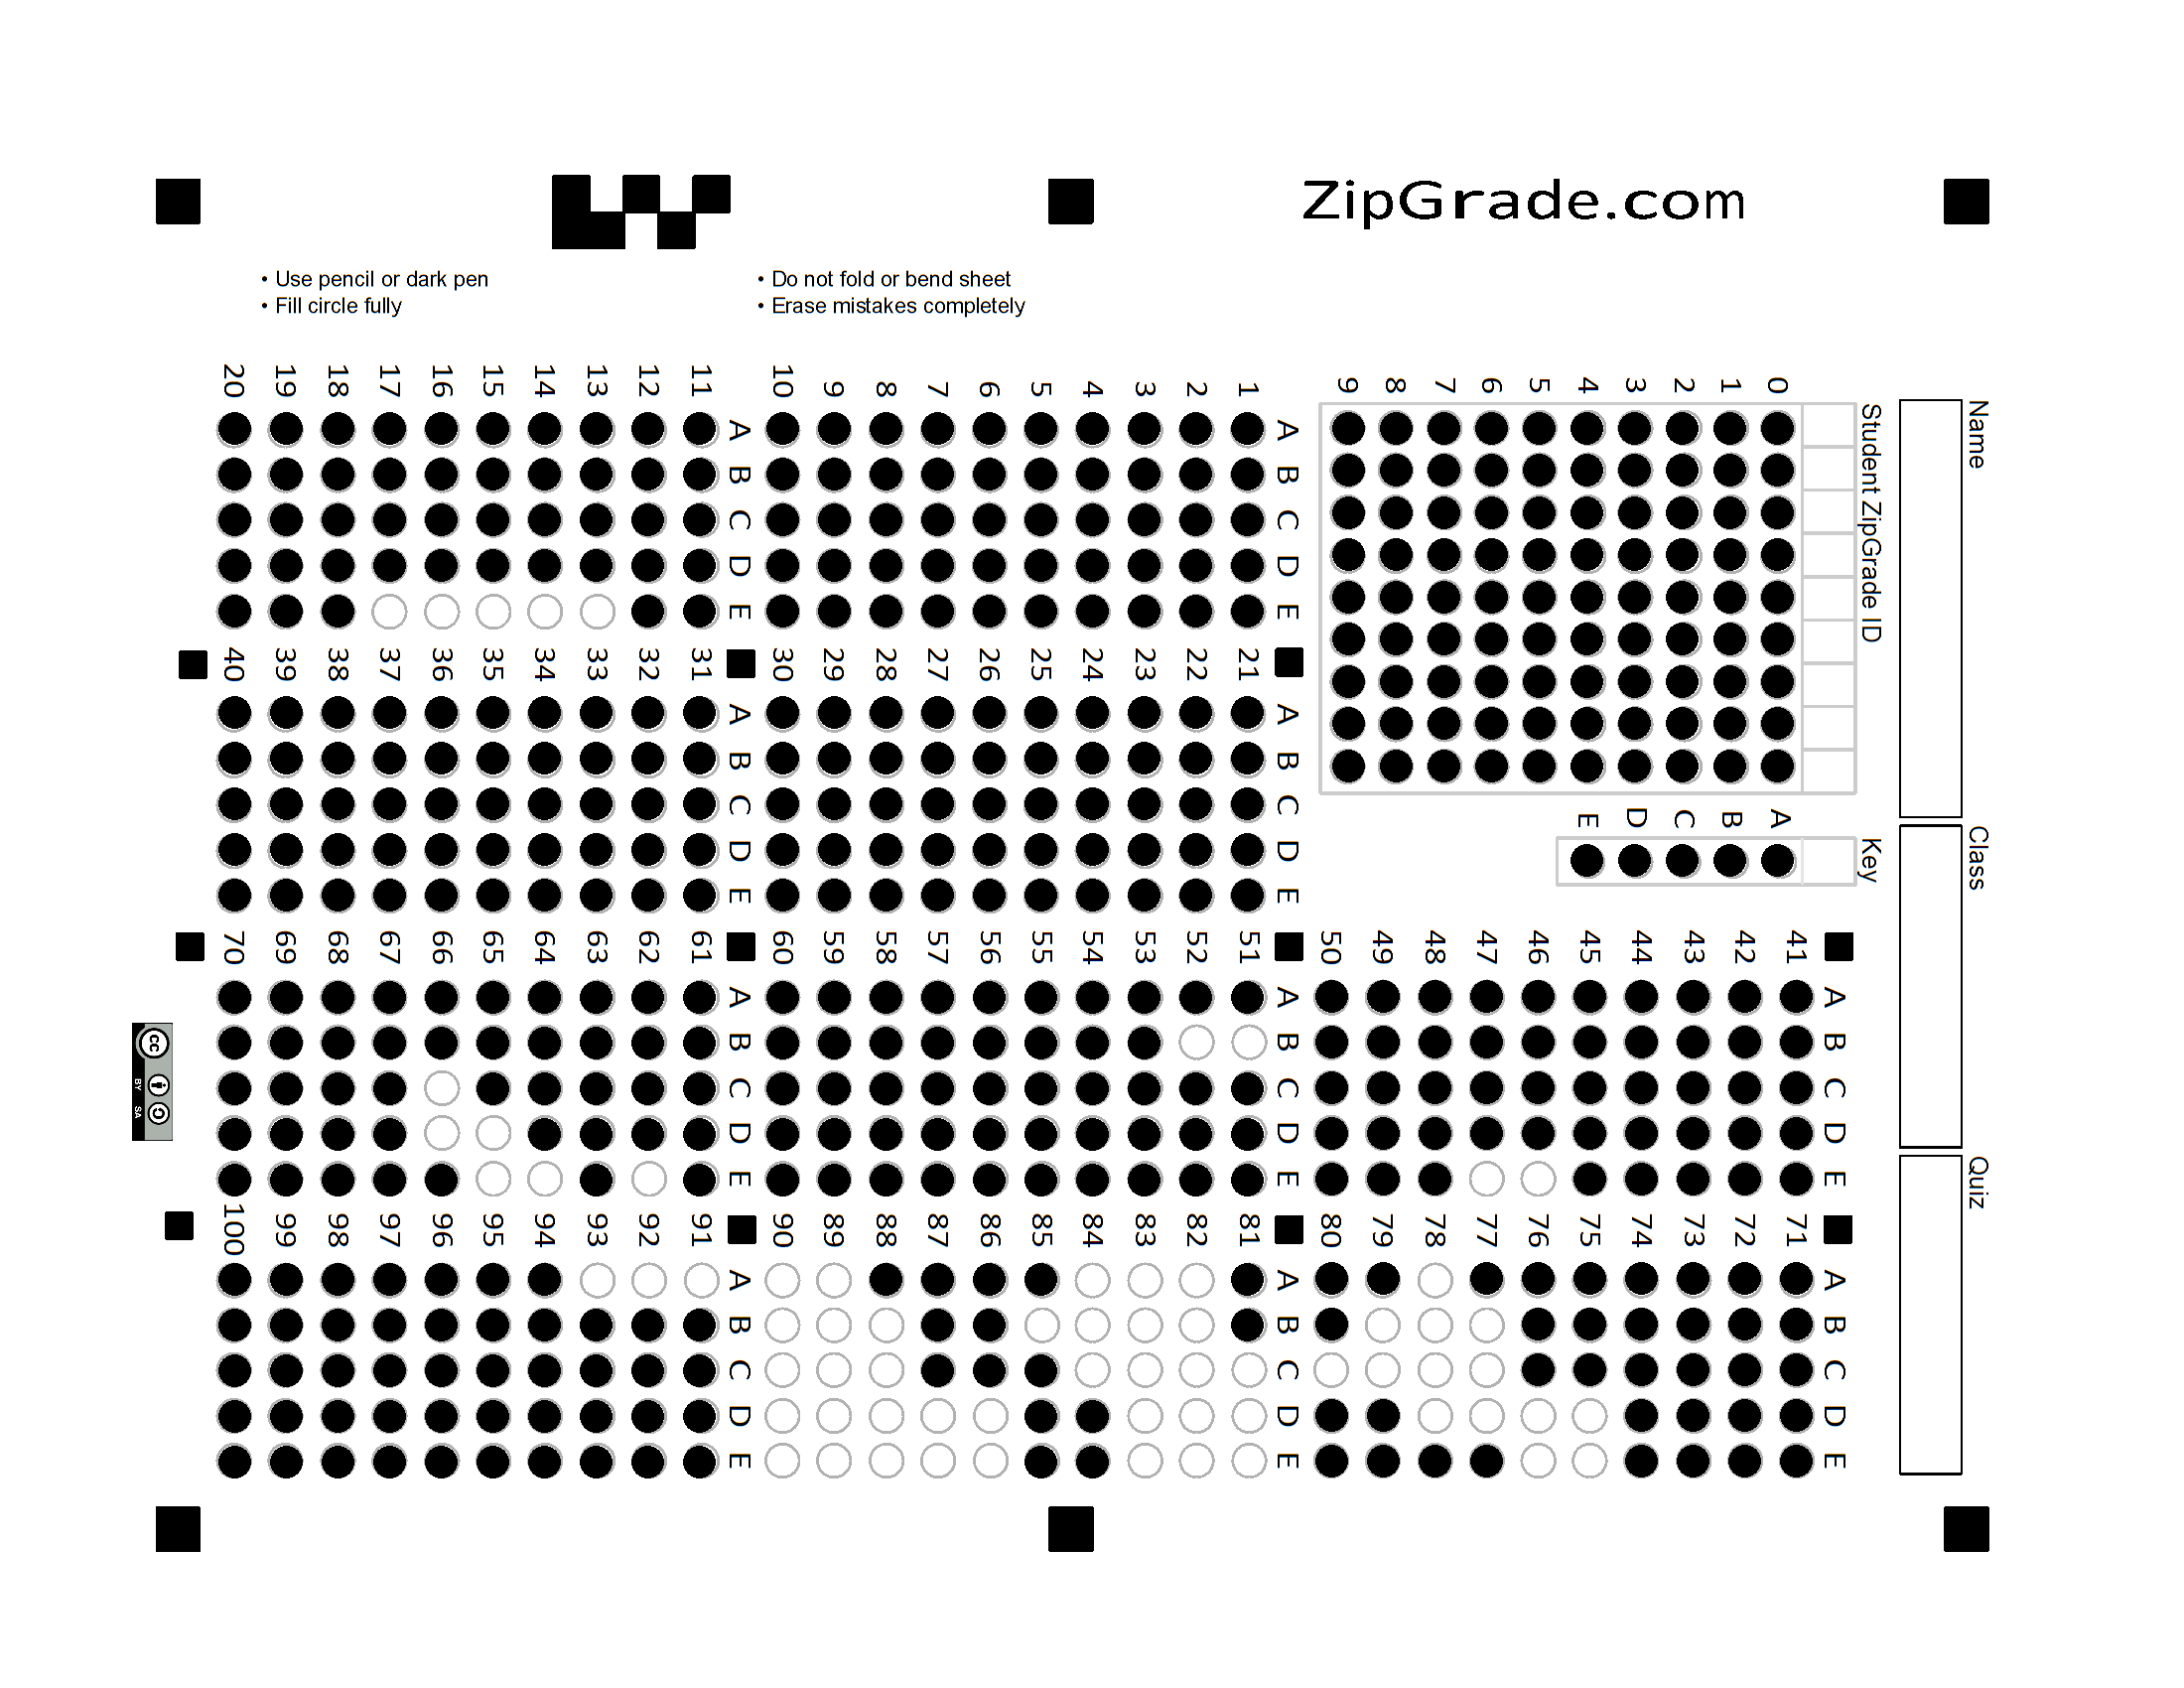 ZipGrade.com
• Use pencil or dark pen
• Fill circle fully
• Do not fold or bend sheet
• Erase mistakes completely
Name
Class
Quiz
Student ZipGrade ID
0 1 2 3 4 5 6 7 8 9
Key
A B C D E
20 19 18 17 16 15 14 13 12 11
A B C D E
10 9 8 7 6 5 4 3 2 1
A B C D E
40 39 38 37 36 35 34 33 32 31
A B C D E
30 29 28 27 26 25 24 23 22 21
A B C D E
70 69 68 67 66 65 64 63 62 61
A B C D E
60 59 58 57 56 55 54 53 52 51
A B C D E
50 49 48 47 46 45 44 43 42 41
A B C D E
100 99 98 97 96 95 94 93 92 91
A B C D E
90 89 88 87 86 85 84 83 82 81
A B C D E
80 79 78 77 76 75 74 73 72 71
A B C D E
cc
BY SA